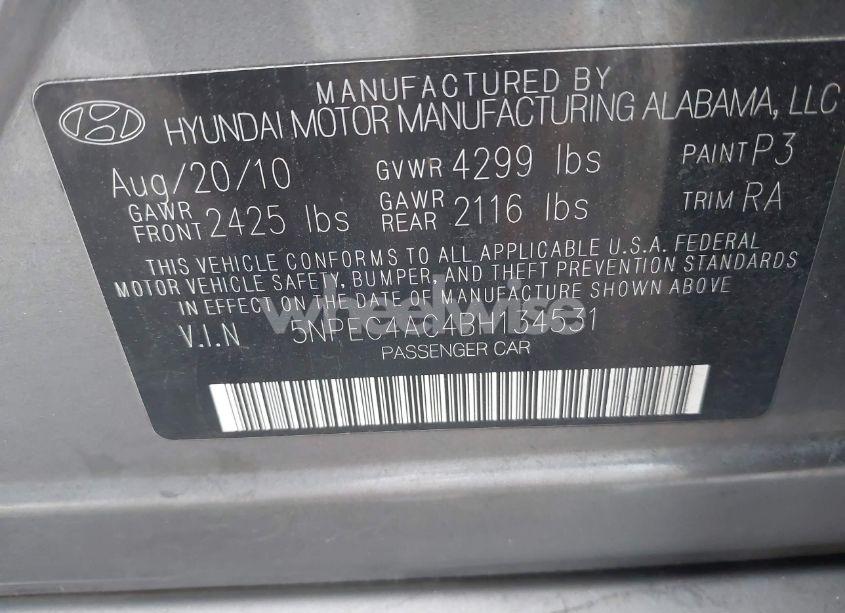 MANUFACTURED BY
HYUNDAI MOTOR MANUFACTURING ALABAMA, LLC
Aug/20/10 GVWR 4299 lbs PAINT P3
GAWR FRONT 2425 lbs GAWR REAR 2116 lbs TRIM RA
THIS VEHICLE CONFORMS TO ALL APPLICABLE U.S.A. FEDERAL
MOTOR VEHICLE SAFETY, BUMPER, AND THEFT PREVENTION STANDARDS
IN EFFECT ON THE DATE OF MANUFACTURE SHOWN ABOVE
V.I.N 5NPEC4AC4BH134531
PASSENGER CAR
wheelwise